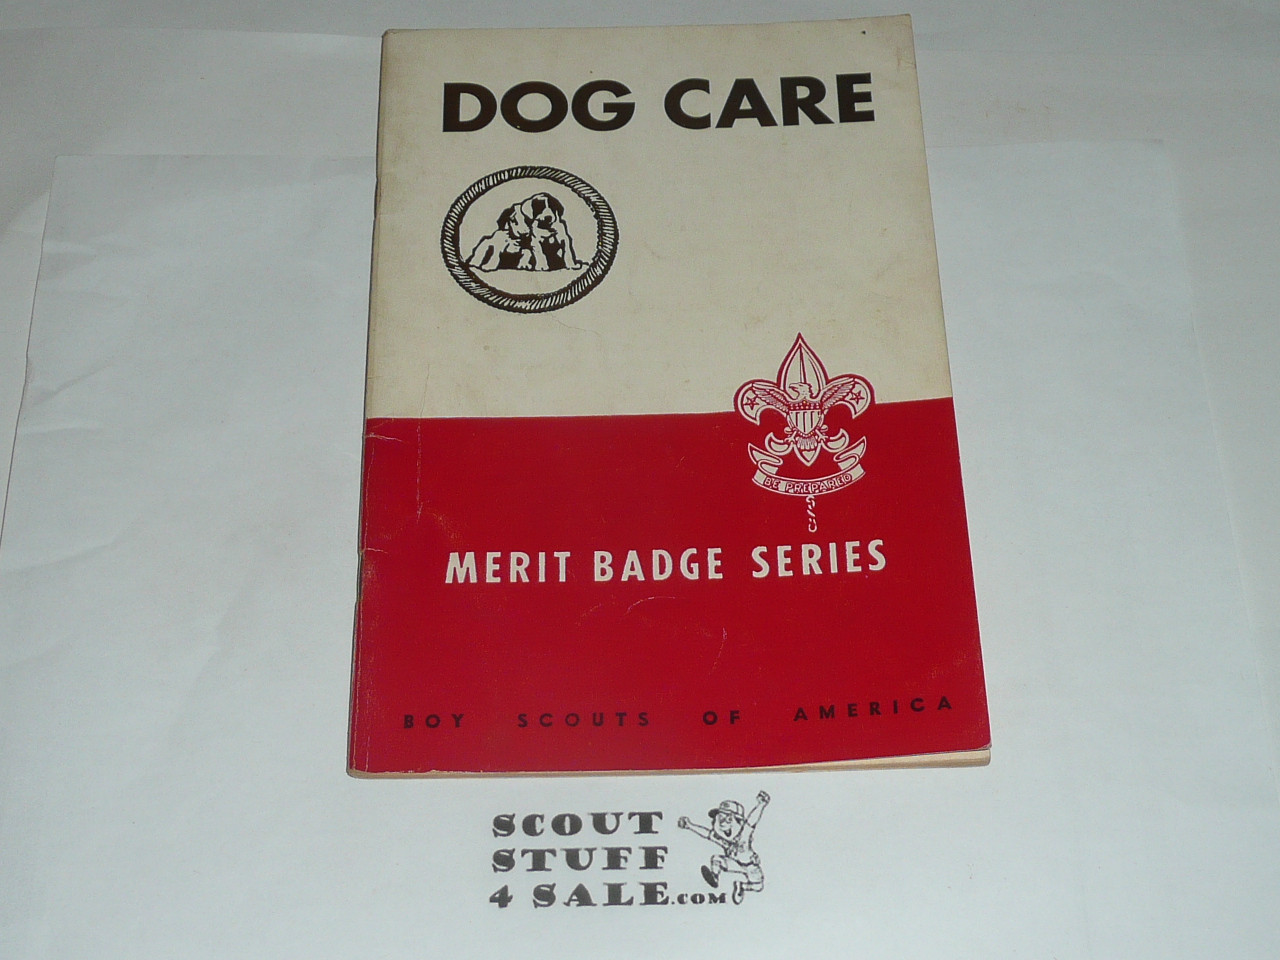 DOG CARE
BE PREPARED
MERIT BADGE SERIES
BOY SCOUTS OF AMERICA
SCOUT
STUFF
4 SALE.COM